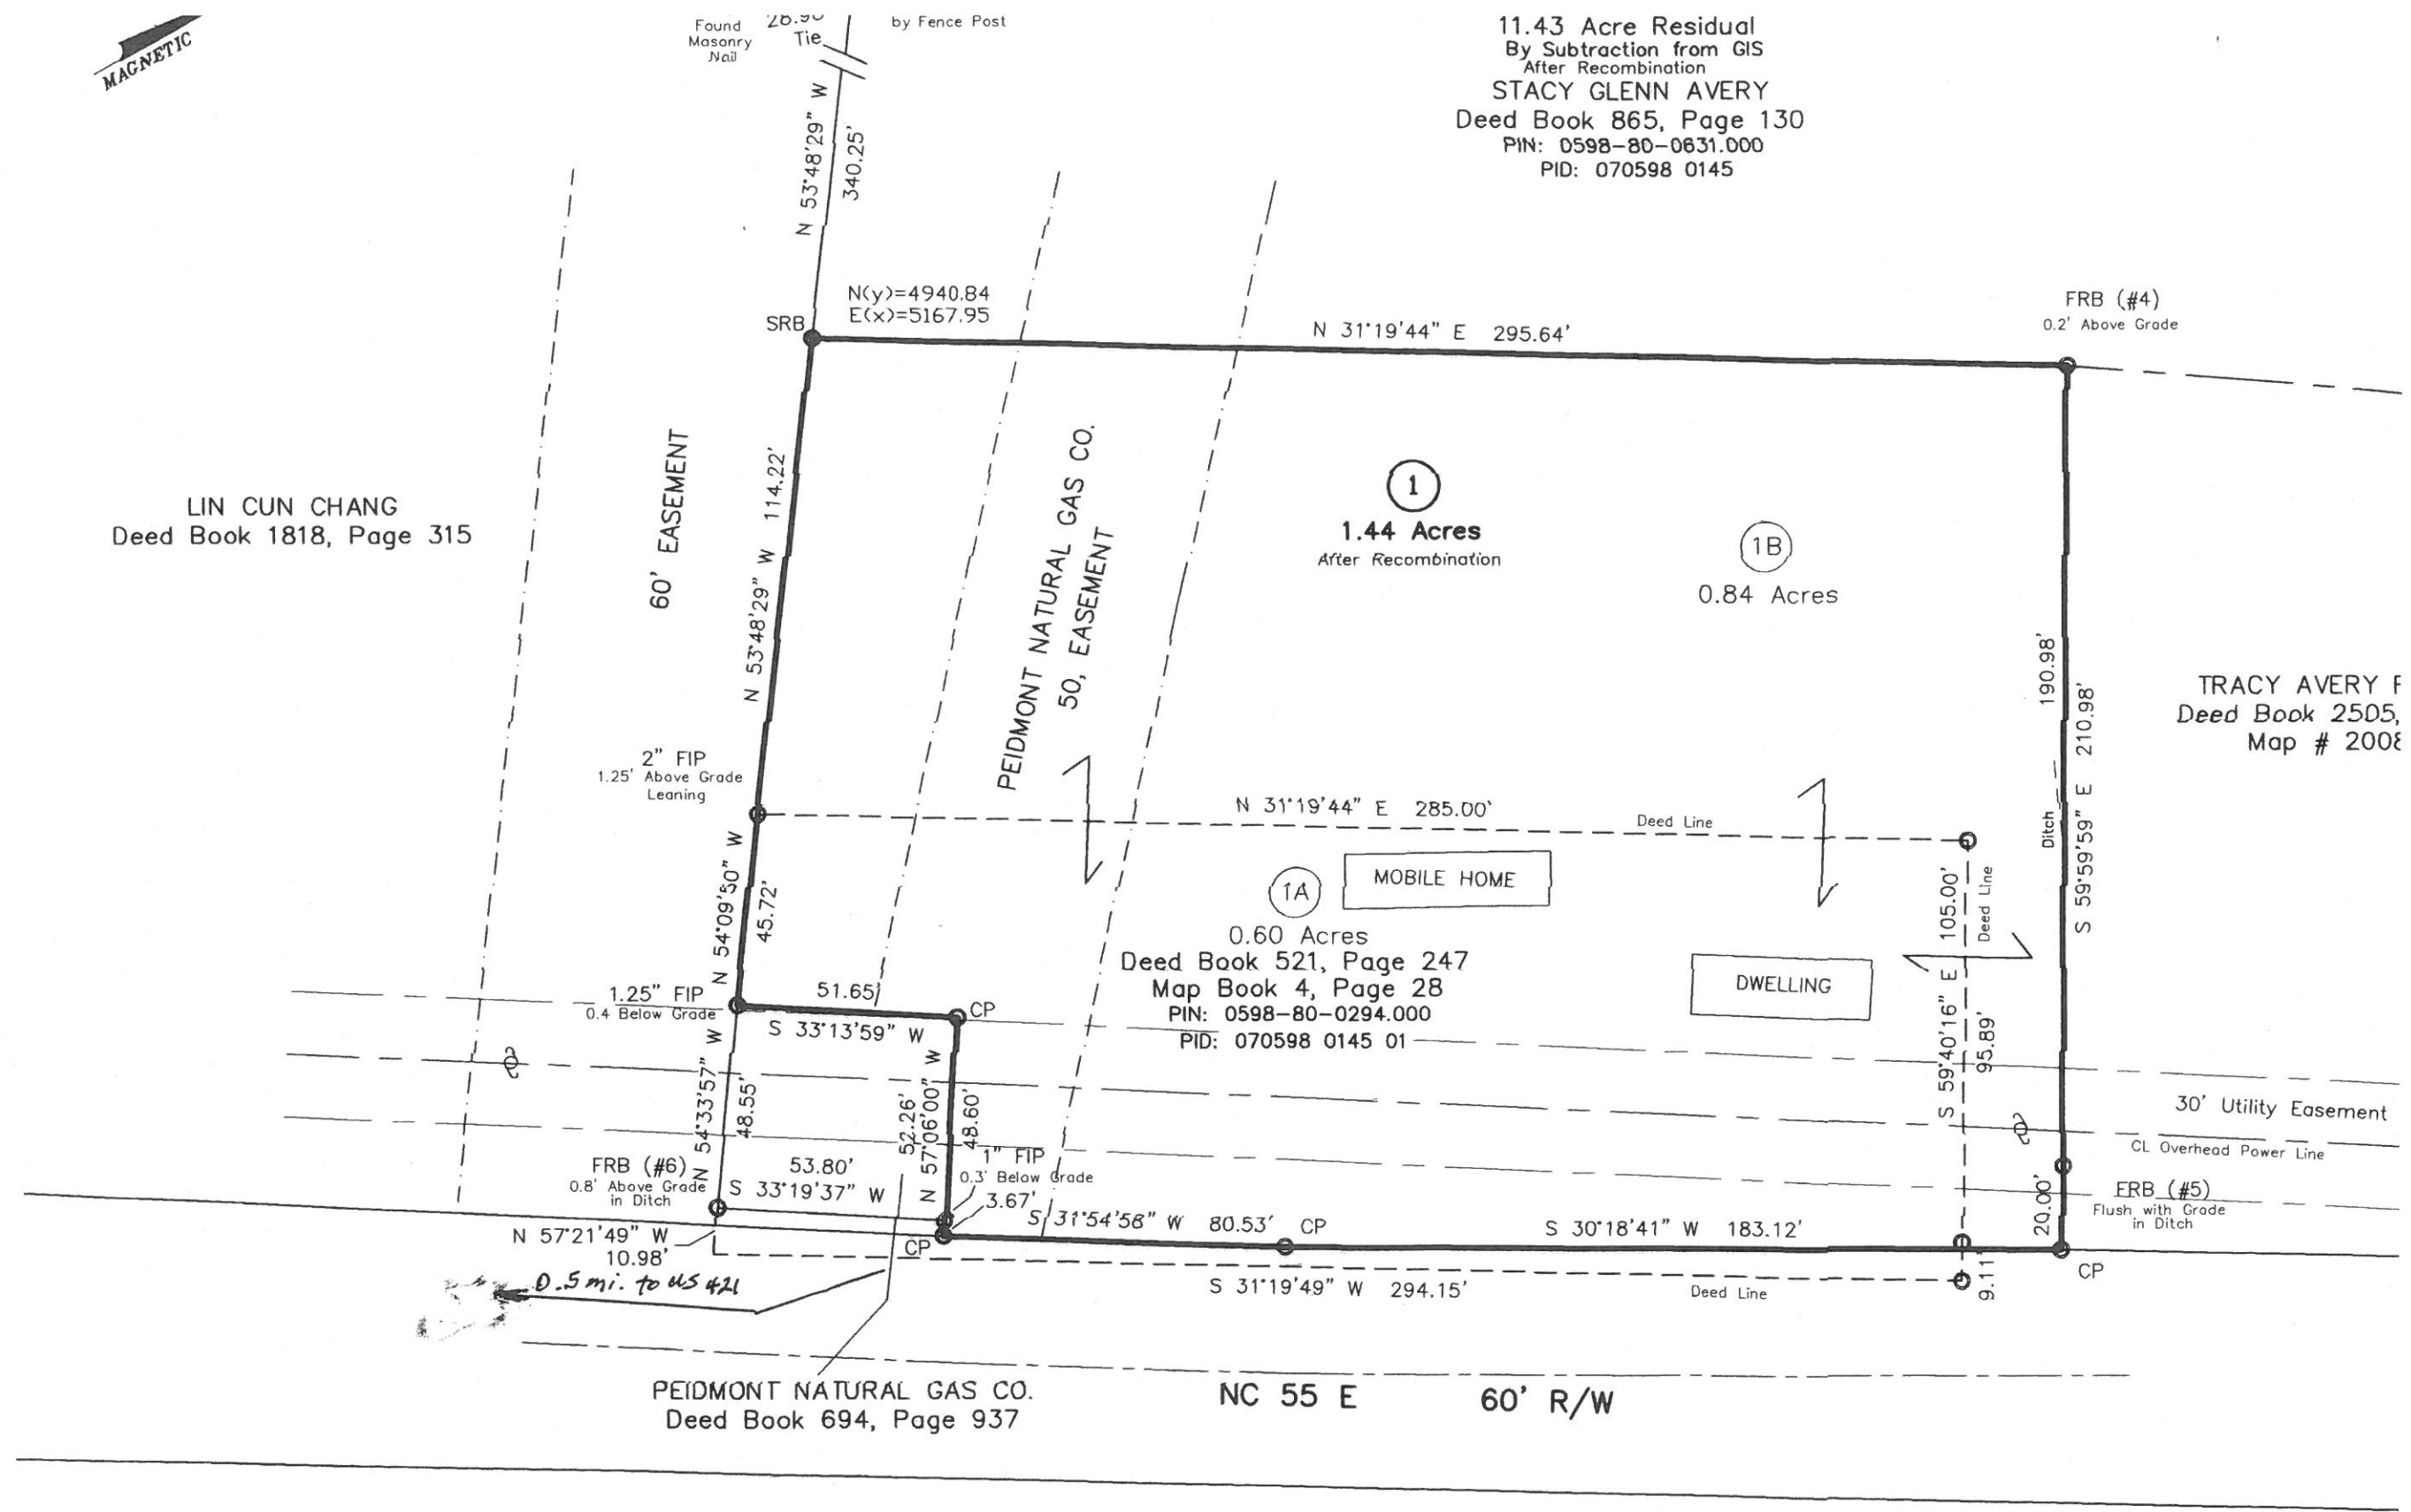 MAGNETIC
Found
Masonry
Nail
28.90'
Tie
by Fence Post
11.43 Acre Residual
By Subtraction from GIS
After Recombination
STACY GLENN AVERY
Deed Book 865, Page 130
PIN: 0598-80-0631.000
PID: 070598 0145
N 53°48'29" W
340.25'
N(y)=4940.84
E(x)=5167.95
SRB
N 31°19'44" E 295.64'
FRB (#4)
0.2' Above Grade
LIN CUN CHANG
Deed Book 1818, Page 315
60' EASEMENT
N 53°48'29" W 114.22'
PEIDMONT NATURAL GAS CO.
50, EASEMENT
1
1.44 Acres
After Recombination
1B
0.84 Acres
190.98'
S 59°59'59" E 210.98'
Ditch
TRACY AVERY
Deed Book 2505,
Map # 2008
2" FIP
1.25' Above Grade
Leaning
N 31°19'44" E 285.00'
Deed Line
N 54°09'50" W
45.72'
1A
MOBILE HOME
0.60 Acres
Deed Book 521, Page 247
Map Book 4, Page 28
PIN: 0598-80-0294.000
PID: 070598 0145 01
DWELLING
S 59°40'16" E 105.00'
Deed Line
95.89'
1.25" FIP
0.4 Below Grade
51.65'
S 33°13'59" W
CP
N 54°33'57" W
48.55'
52.26'
N 57°06'00" W
48.60'
30' Utility Easement
CL Overhead Power Line
FRB (#6)
0.8' Above Grade
in Ditch
53.80'
S 33°19'37" W
1" FIP
0.3' Below Grade
3.67'
S 31°54'58" W 80.53' CP
S 30°18'41" W 183.12'
20.00'
FRB (#5)
Flush with Grade
in Ditch
N 57°21'49" W
10.98'
CP
CP
9.11'
S 31°19'49" W 294.15'
Deed Line
0.5 mi. to US 421
PEIDMONT NATURAL GAS CO.
Deed Book 694, Page 937
NC 55 E 60' R/W